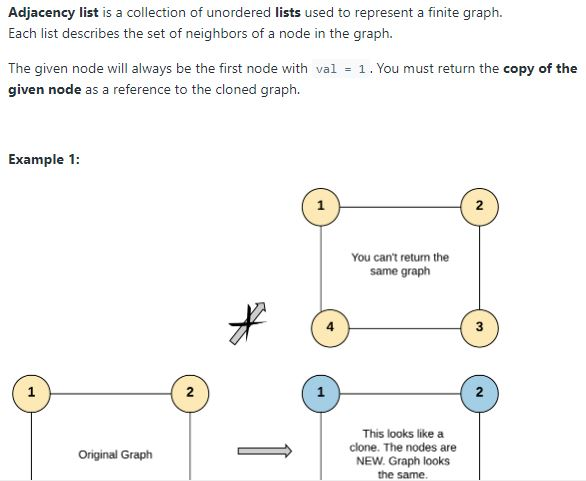 Adjacency list is a collection of unordered lists used to represent a finite graph.
Each list describes the set of neighbors of a node in the graph.
The given node will always be the first node with val = 1. You must return the copy of the
given node as a reference to the cloned graph.
Example 1:
1
2
You can't return the
same graph
4
3
1
2
1
2
Original Graph
This looks like a
clone. The nodes are
NEW. Graph looks
the same.